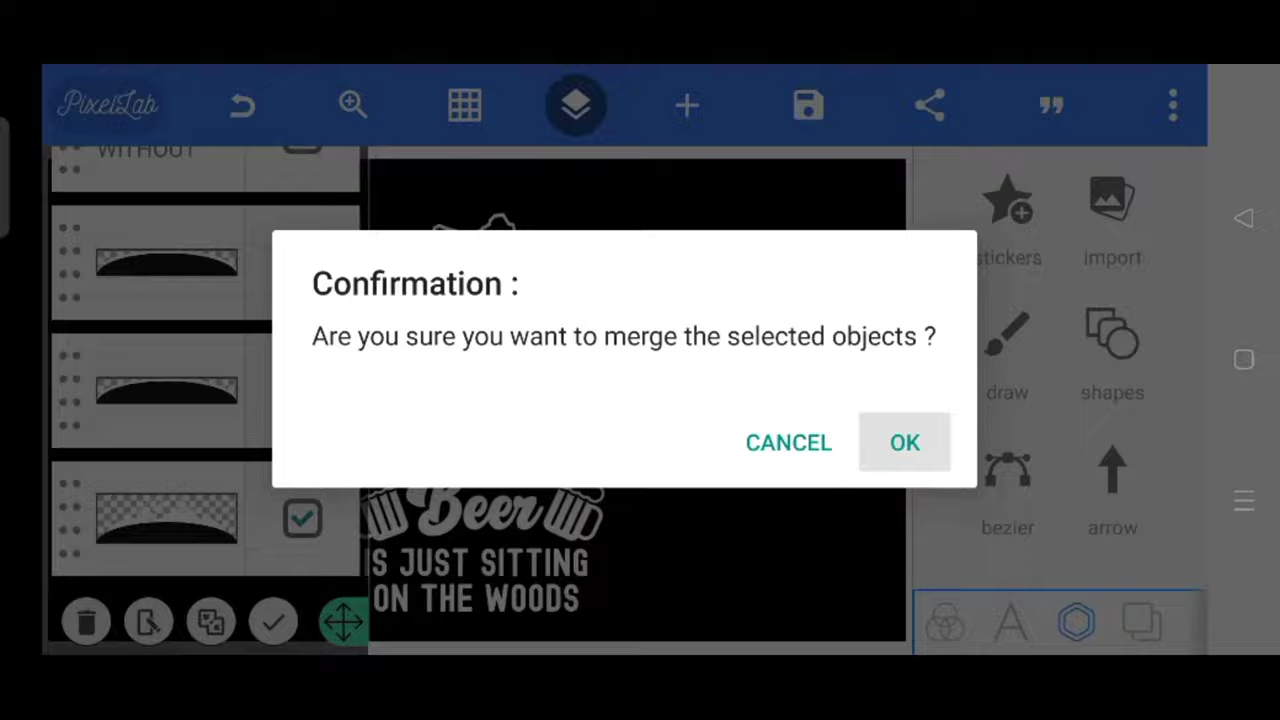 PixelLab
WITHOUT
stickers
import
Confirmation :
Are you sure you want to merge the selected objects ?
CANCEL
OK
draw
shapes
bezier
arrow
Beer
S JUST SITTING
ON THE WOODS